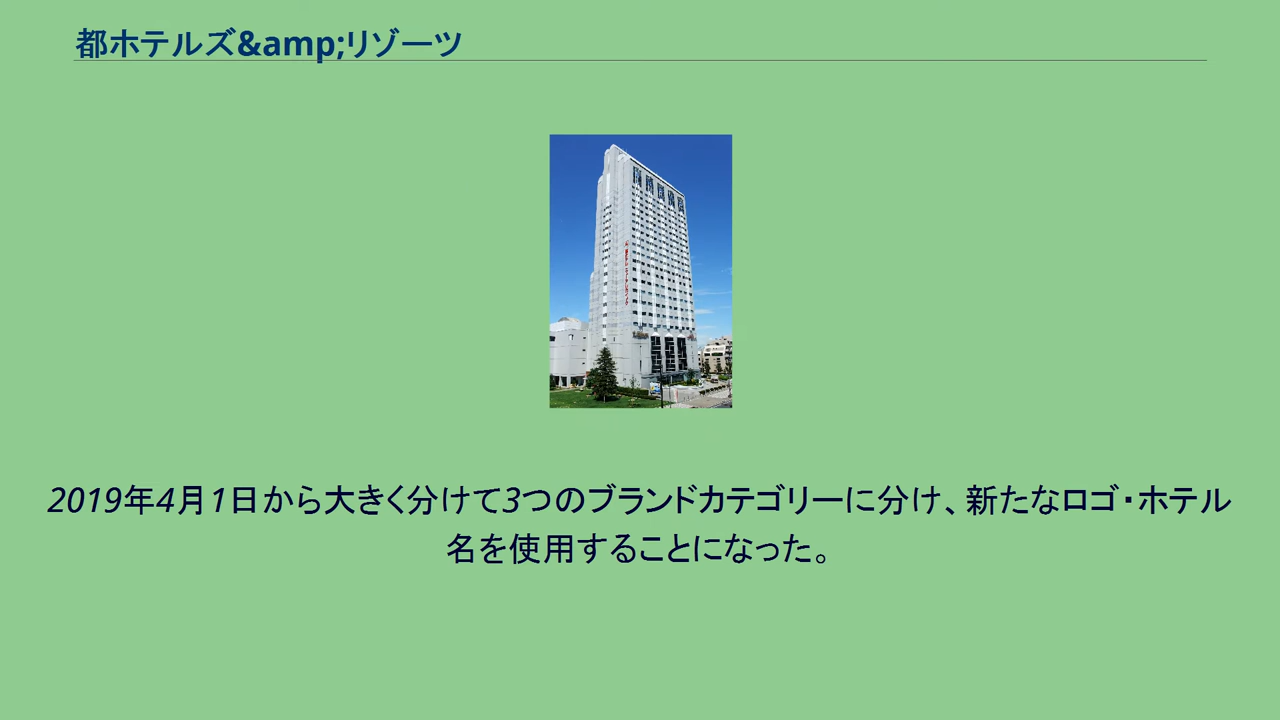 都ホテルズ&amp;リゾーツ
2019年4月1日から大きく分けて3つのブランドカテゴリーに分け、新たなロゴ・ホテル
名を使用することになった。